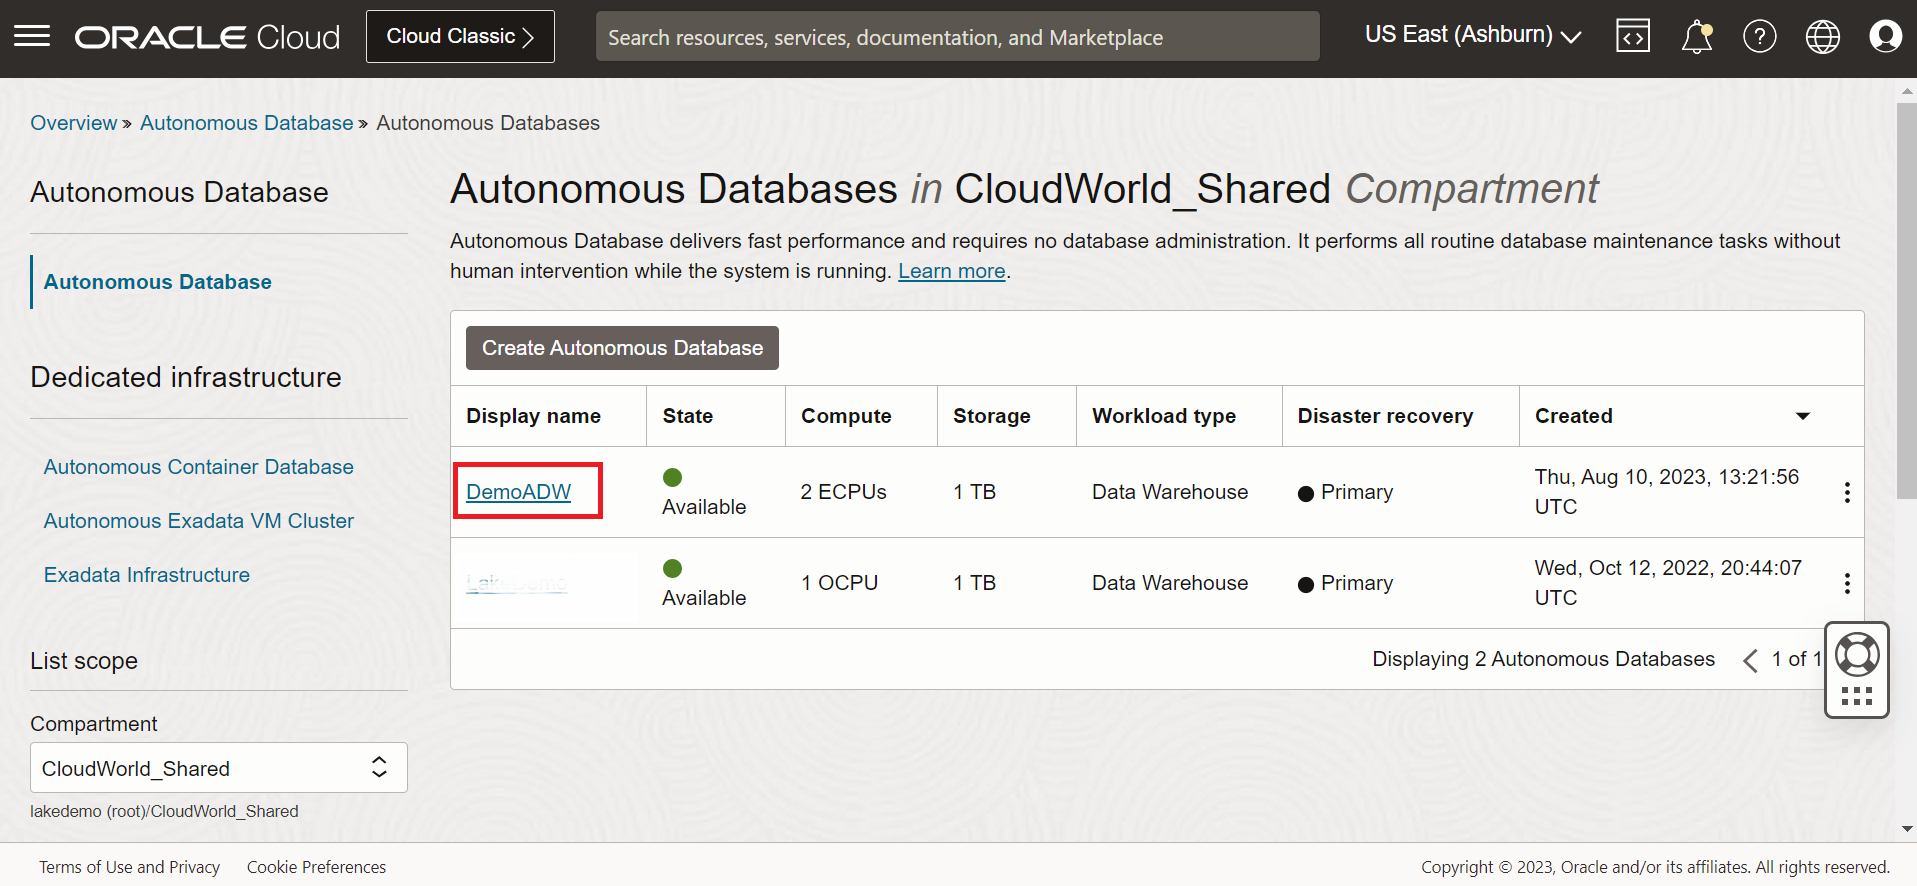 ORACLE Cloud
Cloud Classic
Search resources, services, documentation, and Marketplace
US East (Ashburn)
Overview » Autonomous Database » Autonomous Databases
Autonomous Database
Autonomous Database
Dedicated infrastructure
Autonomous Container Database
Autonomous Exadata VM Cluster
Exadata Infrastructure
List scope
Compartment
CloudWorld_Shared
lakedemo (root)/CloudWorld_Shared
Autonomous Databases in CloudWorld_Shared Compartment
Autonomous Database delivers fast performance and requires no database administration. It performs all routine database maintenance tasks without
human intervention while the system is running. Learn more.
Create Autonomous Database
Display name State Compute Storage Workload type Disaster recovery Created
DemoADW Available 2 ECPUs 1 TB Data Warehouse Primary Thu, Aug 10, 2023, 13:21:56
UTC
LakeDemo Available 1 OCPU 1 TB Data Warehouse Primary Wed, Oct 12, 2022, 20:44:07
UTC
Displaying 2 Autonomous Databases 1 of 1
Terms of Use and Privacy Cookie Preferences
Copyright © 2023, Oracle and/or its affiliates. All rights reserved.